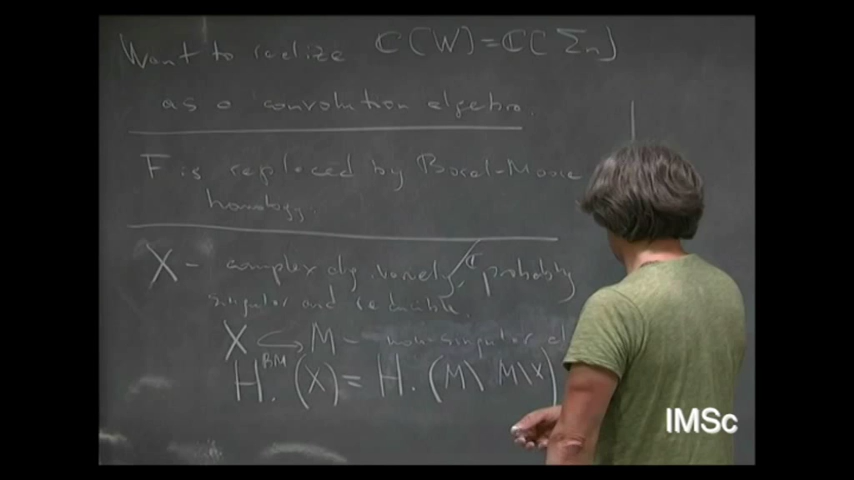 Want to realize ℂ[W] = ℂ[Σn]
as a convolution algebra.
F is replaced by Borel-Moore
homology.
X - complex alg. variety/ℂ, probably
singular and reducible.
X ↪ M - non-singular al
H.ᴮᴹ (X) = H. (M\ M\X)
IMSc